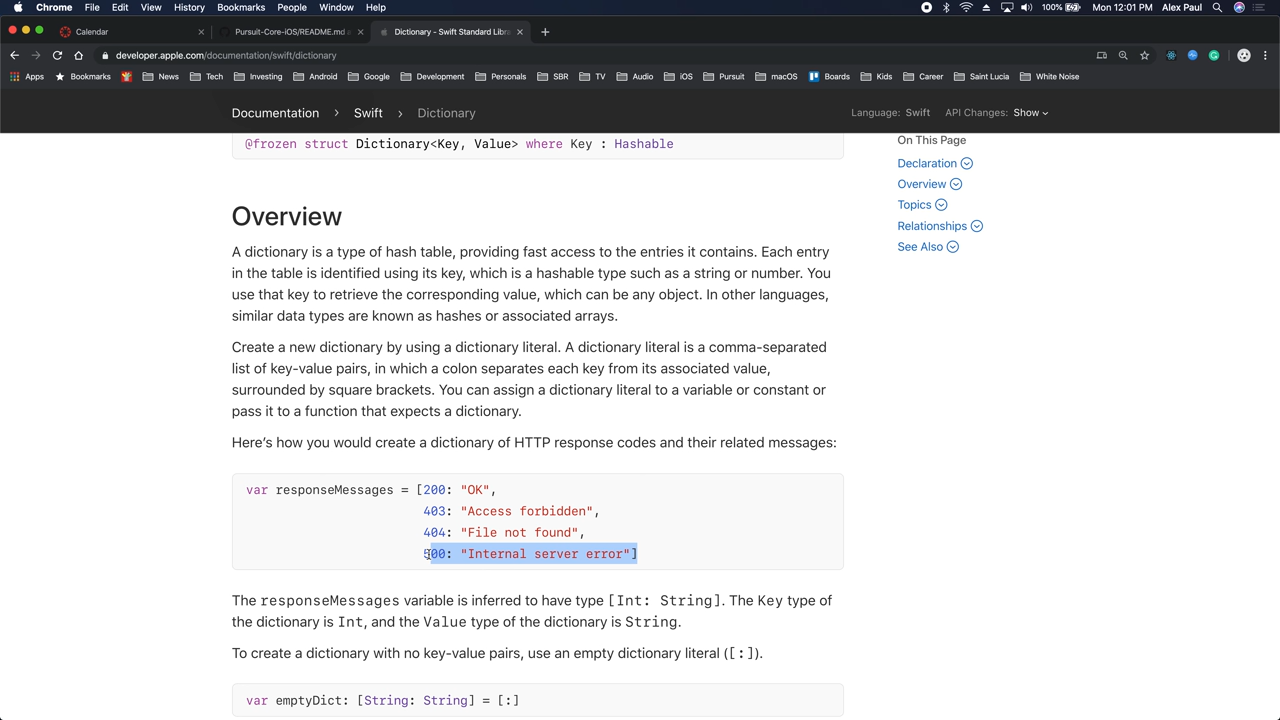 Chrome File Edit View History Bookmarks People Window Help 100% Mon 12:01 PM Alex Paul
Calendar Pursuit-Core-iOS/README.md a Dictionary - Swift Standard Libra
developer.apple.com/documentation/swift/dictionary
Apps Bookmarks News Tech Investing Android Google Development Personals SBR TV Audio iOS Pursuit macOS Boards Kids Career Saint Lucia White Noise
Documentation > Swift > Dictionary Language: Swift API Changes: Show
@frozen struct Dictionary<Key, Value> where Key : Hashable
On This Page
Declaration
Overview
Topics
Relationships
See Also
Overview
A dictionary is a type of hash table, providing fast access to the entries it contains. Each entry
in the table is identified using its key, which is a hashable type such as a string or number. You
use that key to retrieve the corresponding value, which can be any object. In other languages,
similar data types are known as hashes or associated arrays.
Create a new dictionary by using a dictionary literal. A dictionary literal is a comma-separated
list of key-value pairs, in which a colon separates each key from its associated value,
surrounded by square brackets. You can assign a dictionary literal to a variable or constant or
pass it to a function that expects a dictionary.
Here’s how you would create a dictionary of HTTP response codes and their related messages:
var responseMessages = [200: "OK",
403: "Access forbidden",
404: "File not found",
500: "Internal server error"]
The responseMessages variable is inferred to have type [Int: String]. The Key type of
the dictionary is Int, and the Value type of the dictionary is String.
To create a dictionary with no key-value pairs, use an empty dictionary literal ([:]).
var emptyDict: [String: String] = [:]